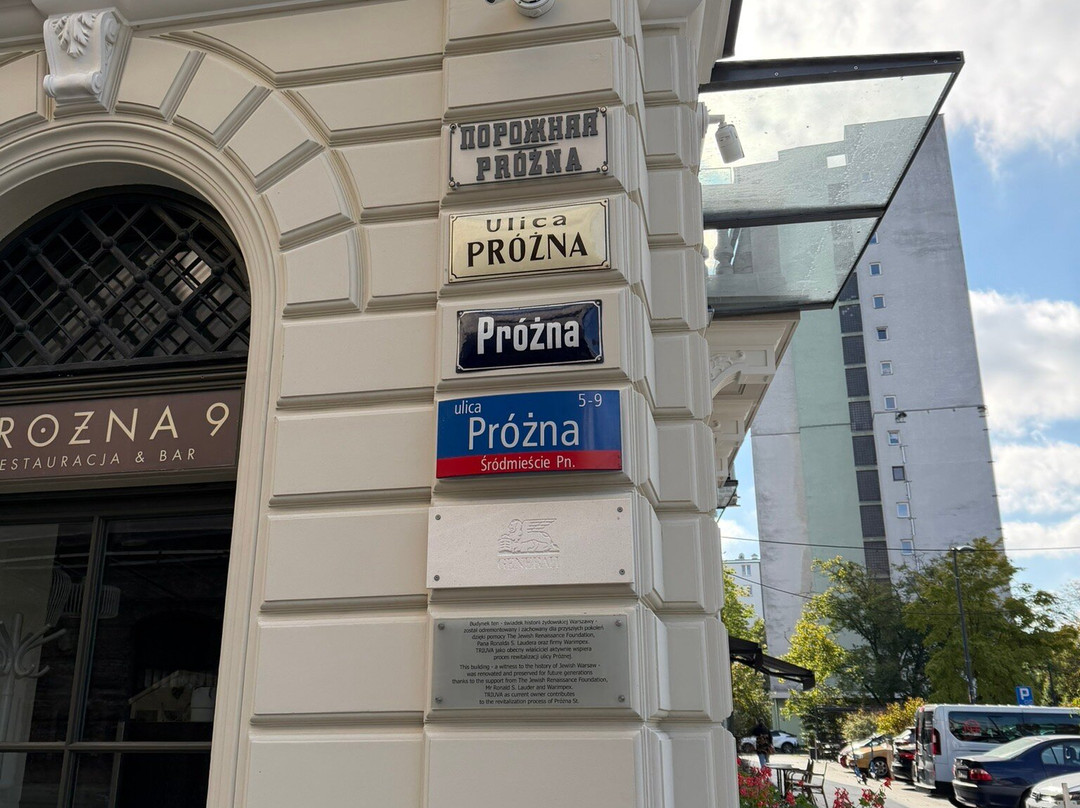 ПОРОЖНАЯ
PRÓŻNA
Ulica
PRÓŻNA
Próżna
ulica 5-9
Próżna
Śródmieście Pn.
GENERALI
Budynek ten - świadek historii żydowskiej Warszawy -
został odremontowany i zachowany dla przyszłych pokoleń
dzięki pomocy The Jewish Renaissance Foundation,
Pana Ronalda S. Laudera oraz firmy Warimpex.
TRIUVA jako obecny właściciel aktywnie wspiera
proces rewitalizacji ulicy Próżnej.
This building - a witness to the history of Jewish Warsaw -
was renovated and preserved for future generations
thanks to the support from The Jewish Renaissance Foundation,
Mr Ronald S. Lauder and Warimpex.
TRIUVA as current owner contributes
to the revitalization process of Próżna St.
ROZNA 9
ESTAURACJA & BAR
P